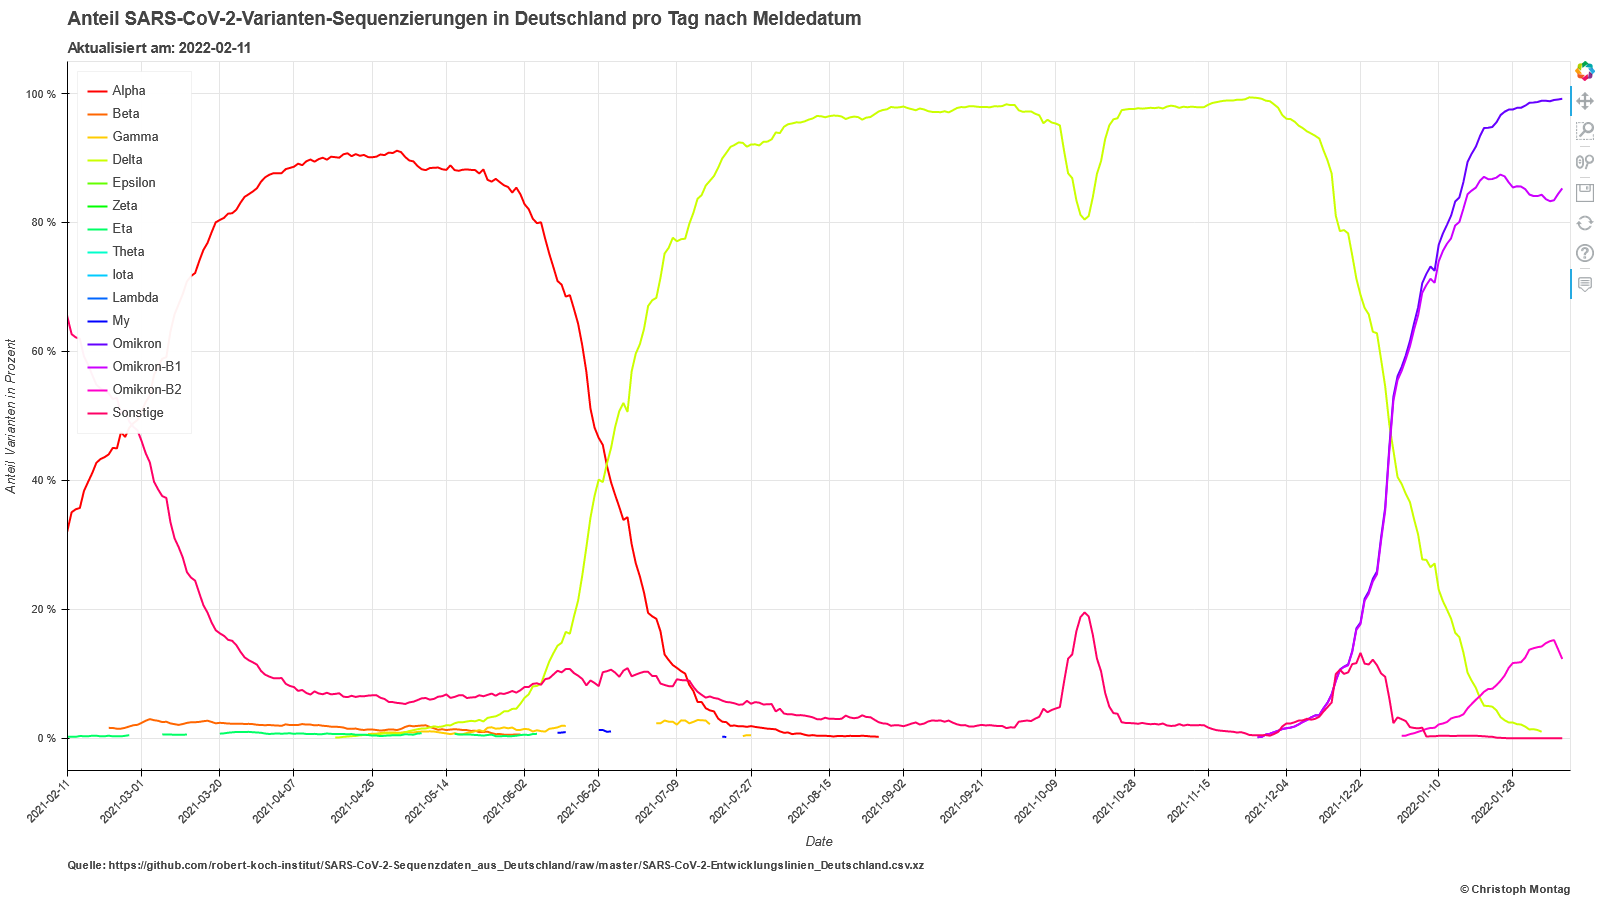 Anteil SARS-CoV-2-Varianten-Sequenzierungen in Deutschland pro Tag nach Meldedatum
Aktualisiert am: 2022-02-11
Alpha
Beta
Gamma
Delta
Epsilon
Zeta
Eta
Theta
Iota
Lambda
My
Omikron
Omikron-B1
Omikron-B2
Sonstige
100 %
80 %
60 %
40 %
20 %
0 %
Anteil Varianten in Prozent
2021-02-11
2021-03-01
2021-03-20
2021-04-07
2021-04-26
2021-05-14
2021-06-02
2021-06-20
2021-07-09
2021-07-27
2021-08-15
2021-09-02
2021-09-21
2021-10-09
2021-10-28
2021-11-15
2021-12-04
2021-12-22
2022-01-10
2022-01-28
Date
Quelle: https://github.com/robert-koch-institut/SARS-CoV-2-Sequenzdaten_aus_Deutschland/raw/master/SARS-CoV-2-Entwicklungslinien_Deutschland.csv.xz
© Christoph Montag